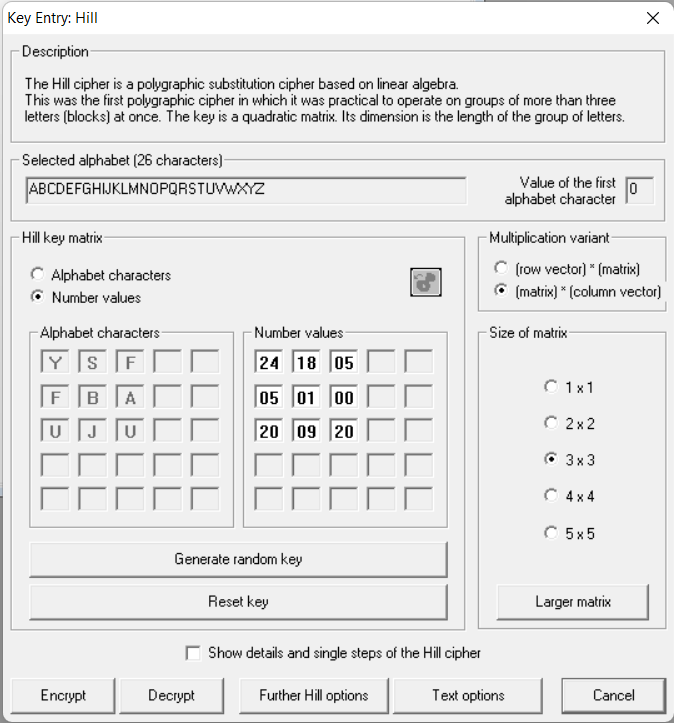 Key Entry: Hill
Description
The Hill cipher is a polygraphic substitution cipher based on linear algebra.
This was the first polygraphic cipher in which it was practical to operate on groups of more than three
letters (blocks) at once. The key is a quadratic matrix. Its dimension is the length of the group of letters.
Selected alphabet (26 characters)
ABCDEFGHIJKLMNOPQRSTUVWXYZ
Value of the first
alphabet character
0
Hill key matrix
Alphabet characters
Number values
Alphabet characters
Y S F
F B A
U J U
Number values
24 18 05
05 01 00
20 09 20
Generate random key
Reset key
Multiplication variant
(row vector) * (matrix)
(matrix) * (column vector)
Size of matrix
1 x 1
2 x 2
3 x 3
4 x 4
5 x 5
Larger matrix
Show details and single steps of the Hill cipher
Encrypt
Decrypt
Further Hill options
Text options
Cancel